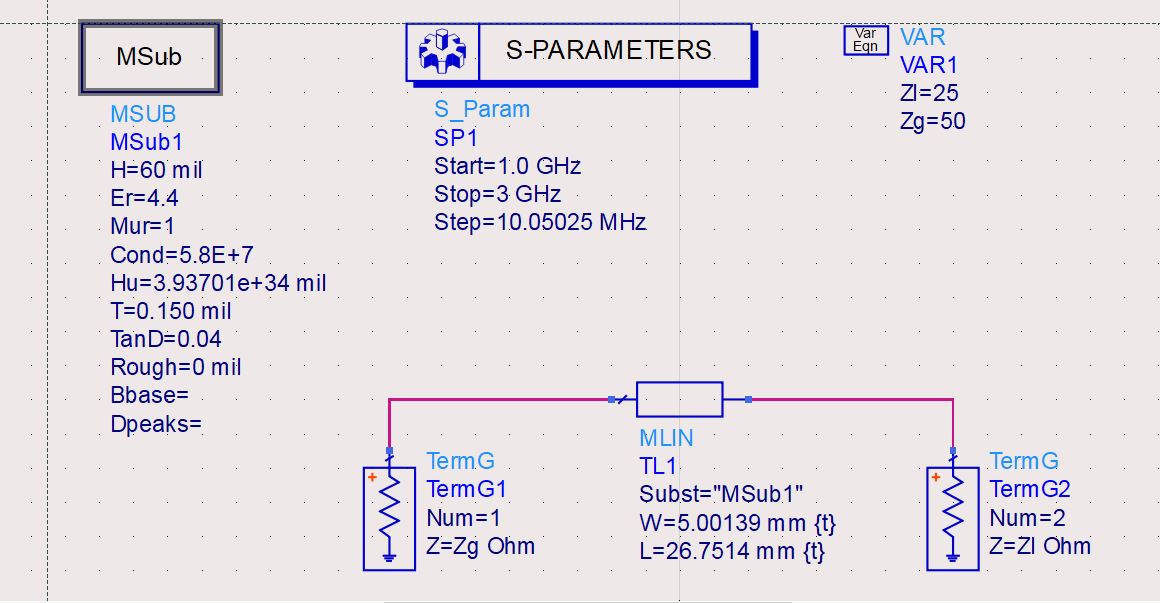 MSub
MSUB
MSub1
H=60 mil
Er=4.4
Mur=1
Cond=5.8E+7
Hu=3.93701e+34 mil
T=0.150 mil
TanD=0.04
Rough=0 mil
Bbase=
Dpeaks=
S-PARAMETERS
S_Param
SP1
Start=1.0 GHz
Stop=3 GHz
Step=10.05025 MHz
Var
Eqn
VAR
VAR1
Zl=25
Zg=50
TermG
TermG1
Num=1
Z=Zg Ohm
MLIN
TL1
Subst="MSub1"
W=5.00139 mm {t}
L=26.7514 mm {t}
TermG
TermG2
Num=2
Z=Zl Ohm